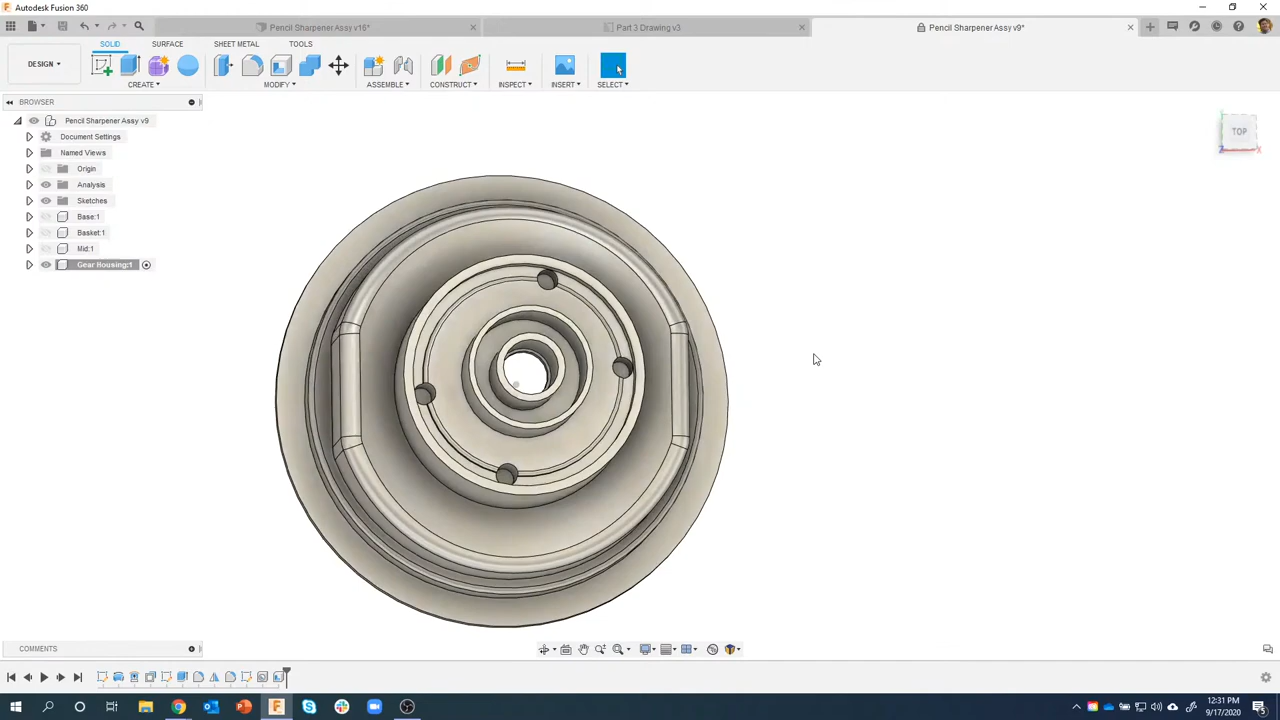 Autodesk Fusion 360
Pencil Sharpener Assy v16*
Part 3 Drawing v3
Pencil Sharpener Assy v9*
SOLID
SURFACE
SHEET METAL
TOOLS
DESIGN
CREATE
MODIFY
ASSEMBLE
CONSTRUCT
INSPECT
INSERT
SELECT
BROWSER
Pencil Sharpener Assy v9
Document Settings
Named Views
Origin
Analysis
Sketches
Base:1
Basket:1
Mid:1
Gear Housing:1
TOP
Z
X
COMMENTS
12:31 PM
9/17/2020
5